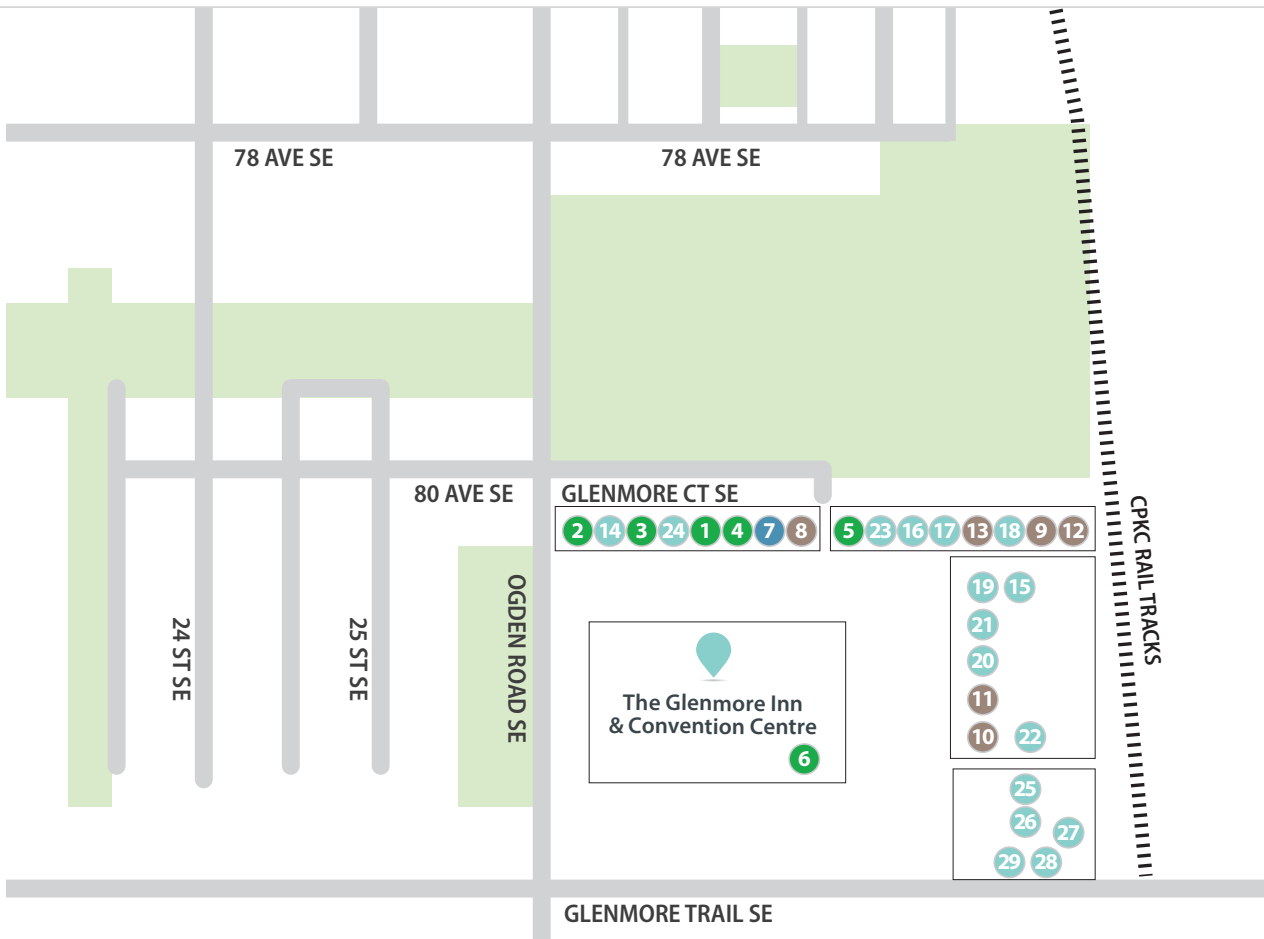 78 AVE SE
78 AVE SE
80 AVE SE
GLENMORE CT SE
2 14 3 24 1 4 7 8
5 23 16 17 13 18 9 12
CPKC RAIL TRACKS
OGDEN ROAD SE
24 ST SE
25 ST SE
19 15
21
20
11
10 22
The Glenmore Inn
& Convention Centre
6
25
26
27
29 28
GLENMORE TRAIL SE